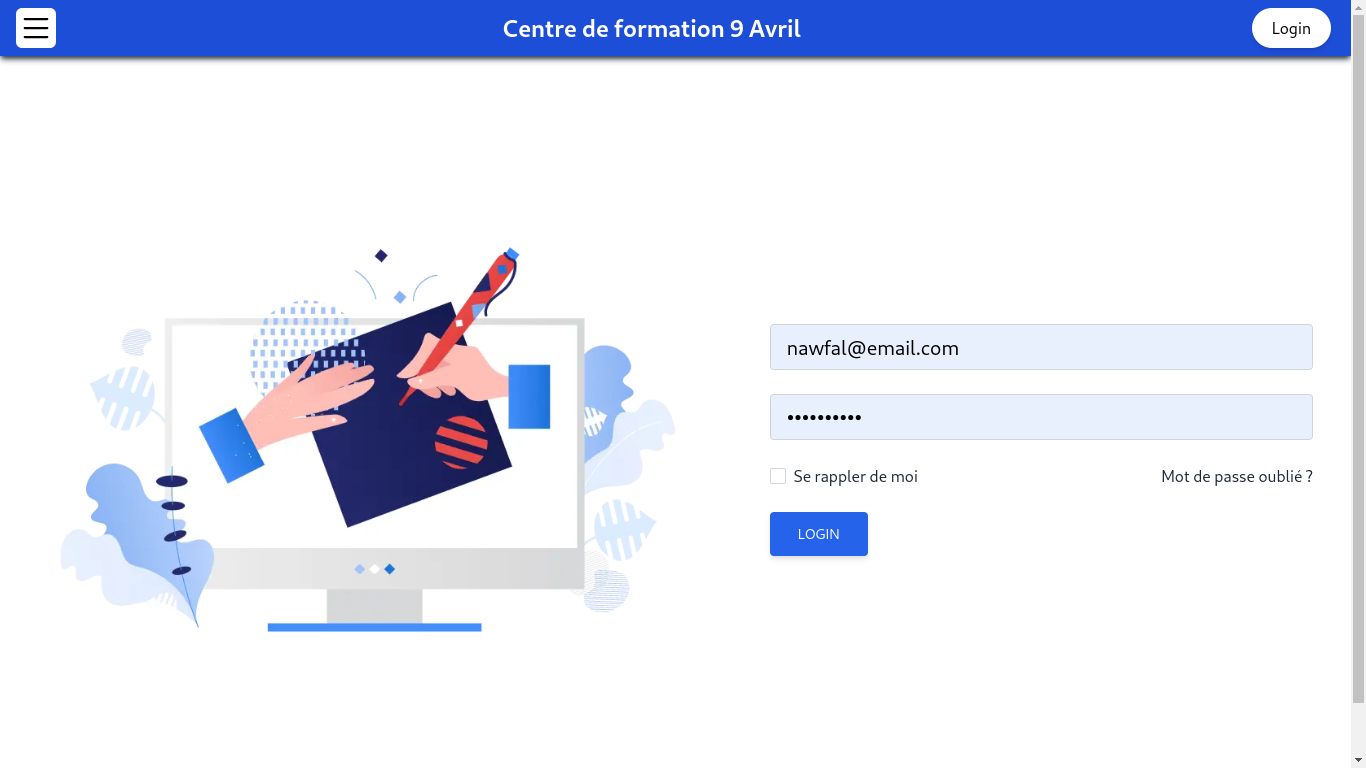 Centre de formation 9 Avril
Login
nawfal@email.com
••••••••••
Se rappler de moi
Mot de passe oublié ?
LOGIN